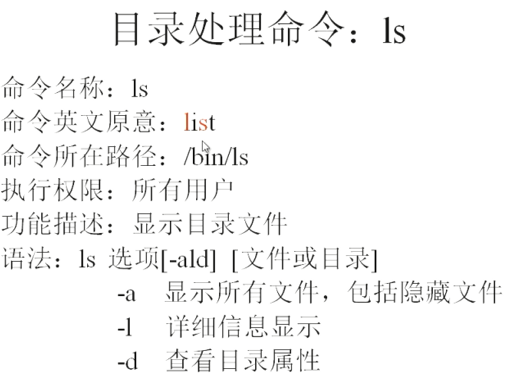 目录处理命令：ls
命令名称：ls
命令英文原意：list
命令所在路径：/bin/ls
执行权限：所有用户
功能描述：显示目录文件
语法：ls 选项[-ald] [文件或目录]
-a 显示所有文件，包括隐藏文件
-l 详细信息显示
-d 查看目录属性